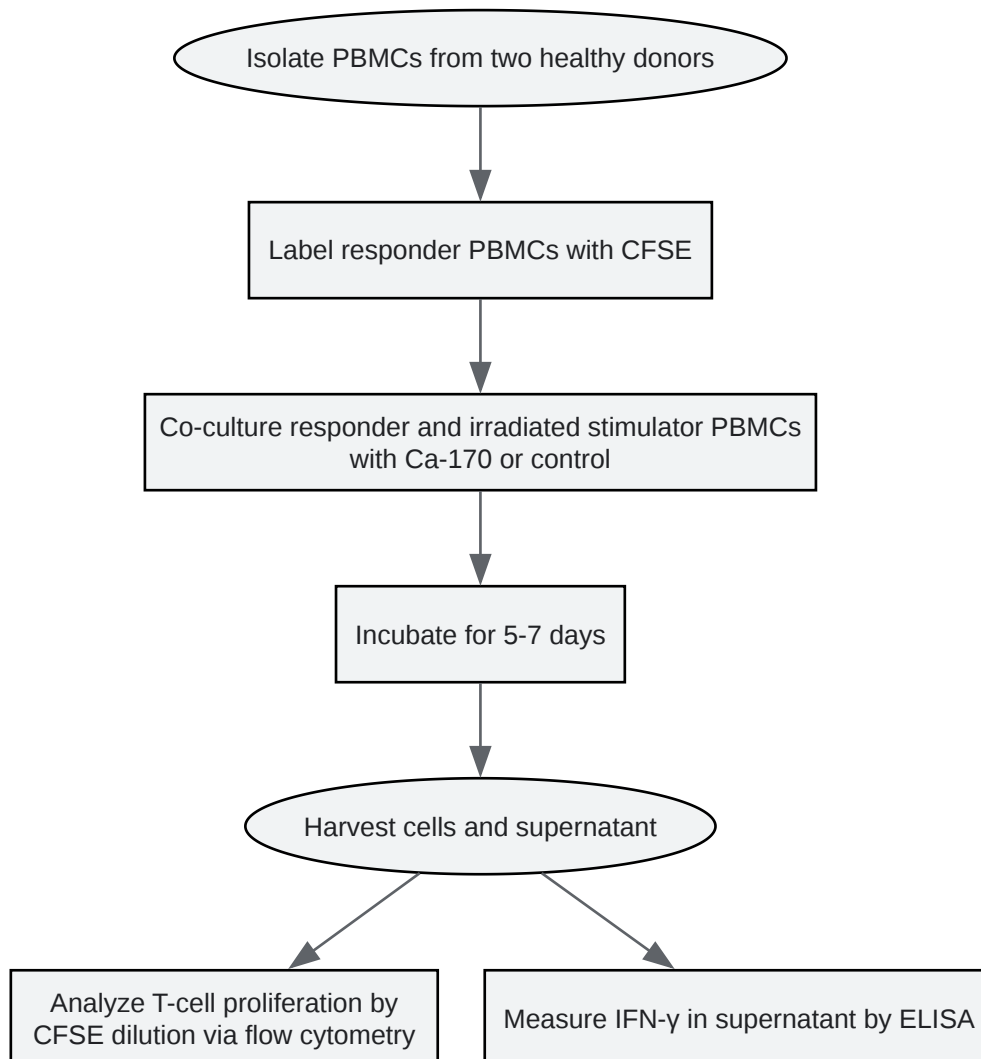 Isolate PBMCs from two healthy donors
Label responder PBMCs with CFSE
Co-culture responder and irradiated stimulator PBMCs
with Ca-170 or control
Incubate for 5-7 days
Harvest cells and supernatant
Analyze T-cell proliferation by
CFSE dilution via flow cytometry
Measure IFN-γ in supernatant by ELISA